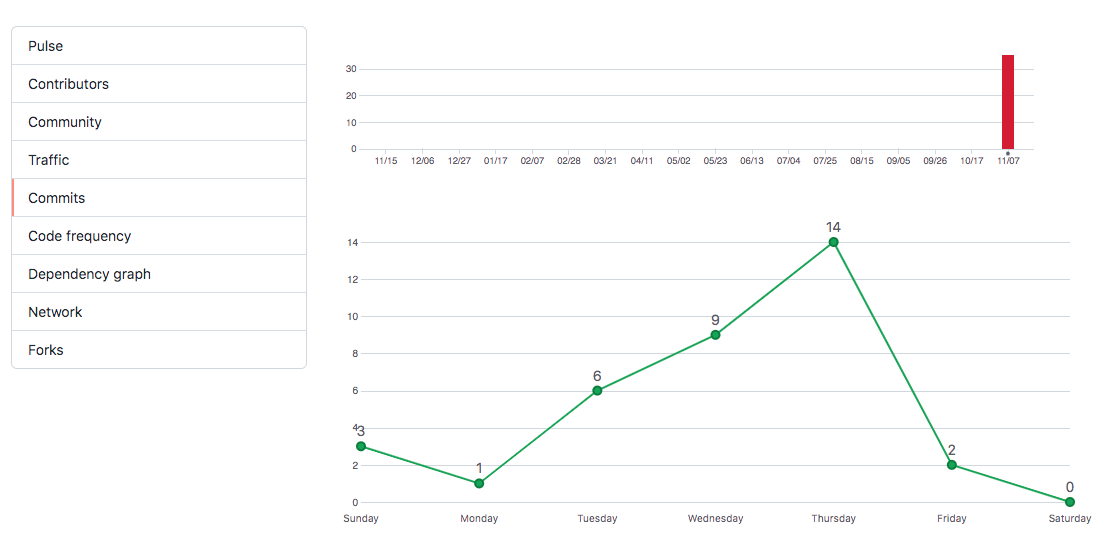 Pulse
Contributors
Community
Traffic
Commits
Code frequency
Dependency graph
Network
Forks
30
20
10
0
11/15 12/06 12/27 01/17 02/07 02/28 03/21 04/11 05/02 05/23 06/13 07/04 07/25 08/15 09/05 09/26 10/17 11/07
14
12
10
8
6
4
2
0
3 1 6 9 14 2 0
Sunday Monday Tuesday Wednesday Thursday Friday Saturday